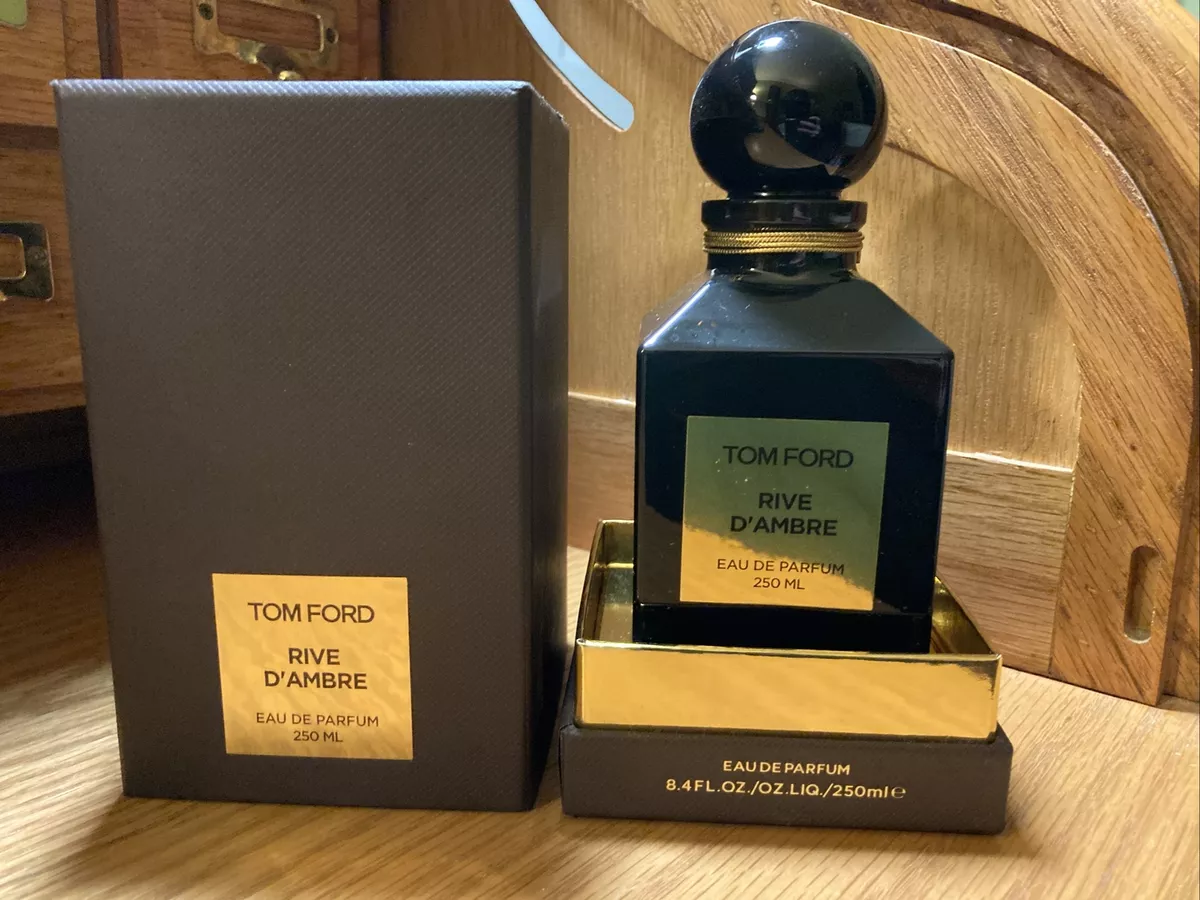 TOM FORD
RIVE
D'AMBRE
EAU DE PARFUM
250 ML
TOM FORD
RIVE
D'AMBRE
EAU DE PARFUM
250 ML
EAU DE PARFUM
8.4FL.OZ./OZ.LIQ./250ml℮